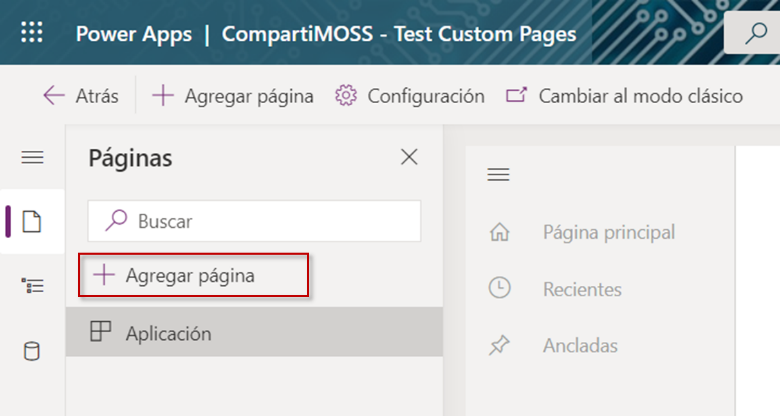 Power Apps | CompartiMOSS - Test Custom Pages
Atrás Agregar página Configuración Cambiar al modo clásico
Páginas
Buscar
Agregar página
Aplicación
Página principal
Recientes
Ancladas